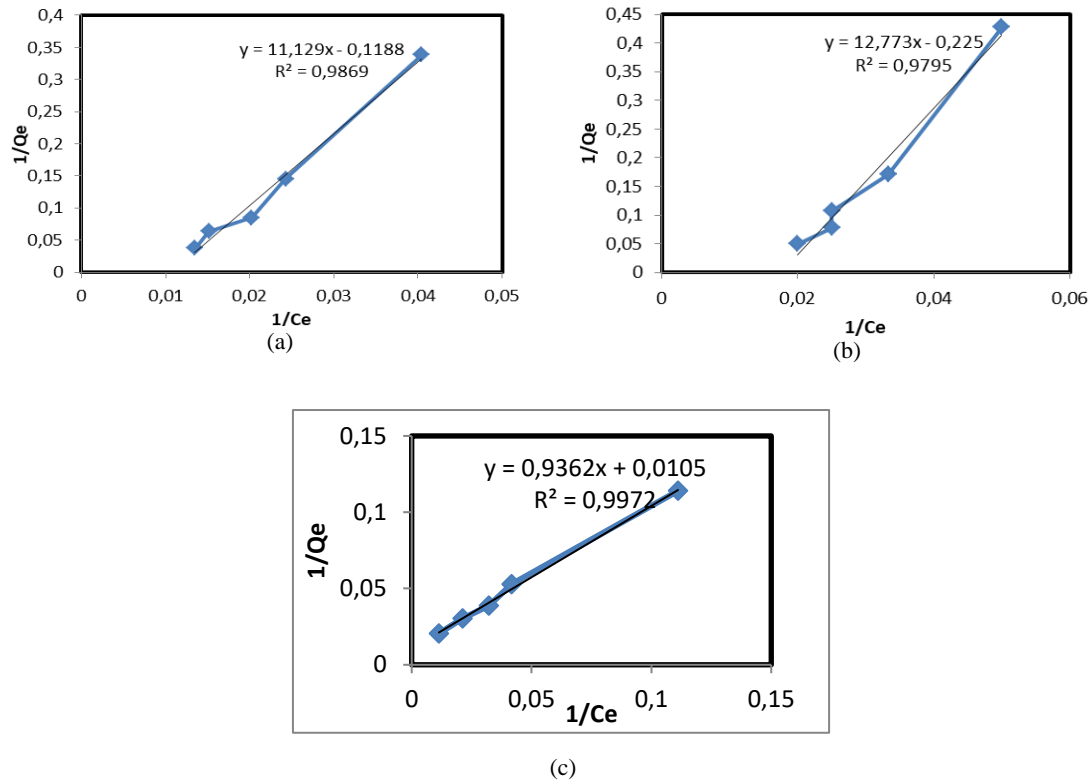 0,4
0,35
0,3
0,25
0,2
0,15
0,1
0,05
0
1/Qe
y = 11,129x - 0,1188
R² = 0,9869
0 0,01 0,02 0,03 0,04 0,05
1/Ce
(a)
0,45
0,4
0,35
0,3
0,25
0,2
0,15
0,1
0,05
0
1/Qe
y = 12,773x - 0,225
R² = 0,9795
0 0,02 0,04 0,06
1/Ce
(b)
0,15
0,1
0,05
0
1/Qe
y = 0,9362x + 0,0105
R² = 0,9972
0 0,05 0,1 0,15
1/Ce
(c)